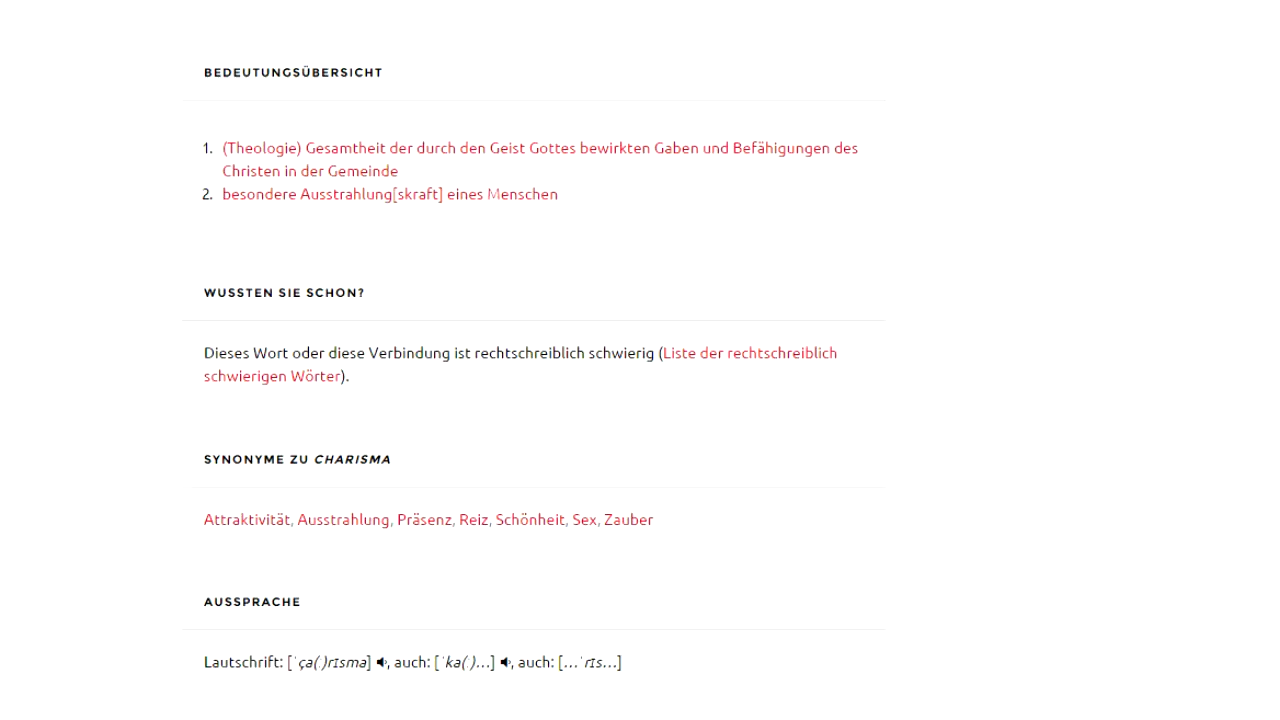 BEDEUTUNGSÜBERSICHT
1. (Theologie) Gesamtheit der durch den Geist Gottes bewirkten Gaben und Befähigungen des
Christen in der Gemeinde
2. besondere Ausstrahlung[skraft] eines Menschen
WUSSTEN SIE SCHON?
Dieses Wort oder diese Verbindung ist rechtschreiblich schwierig (Liste der rechtschreiblich
schwierigen Wörter).
SYNONYME ZU CHARISMA
Attraktivität, Ausstrahlung, Präsenz, Reiz, Schönheit, Sex, Zauber
AUSSPRACHE
Lautschrift: [ˈça(ː)rɪsma] , auch: [ˈka(ː)…] , auch: […ˈrɪs…]